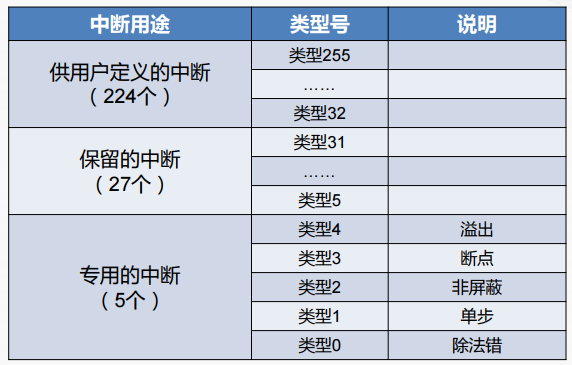 中断用途 类型号 说明
供用户定义的中断
（224个）
类型255
……
类型32
保留的中断
（27个）
类型31
……
类型5
专用的中断
（5个）
类型4 溢出
类型3 断点
类型2 非屏蔽
类型1 单步
类型0 除法错